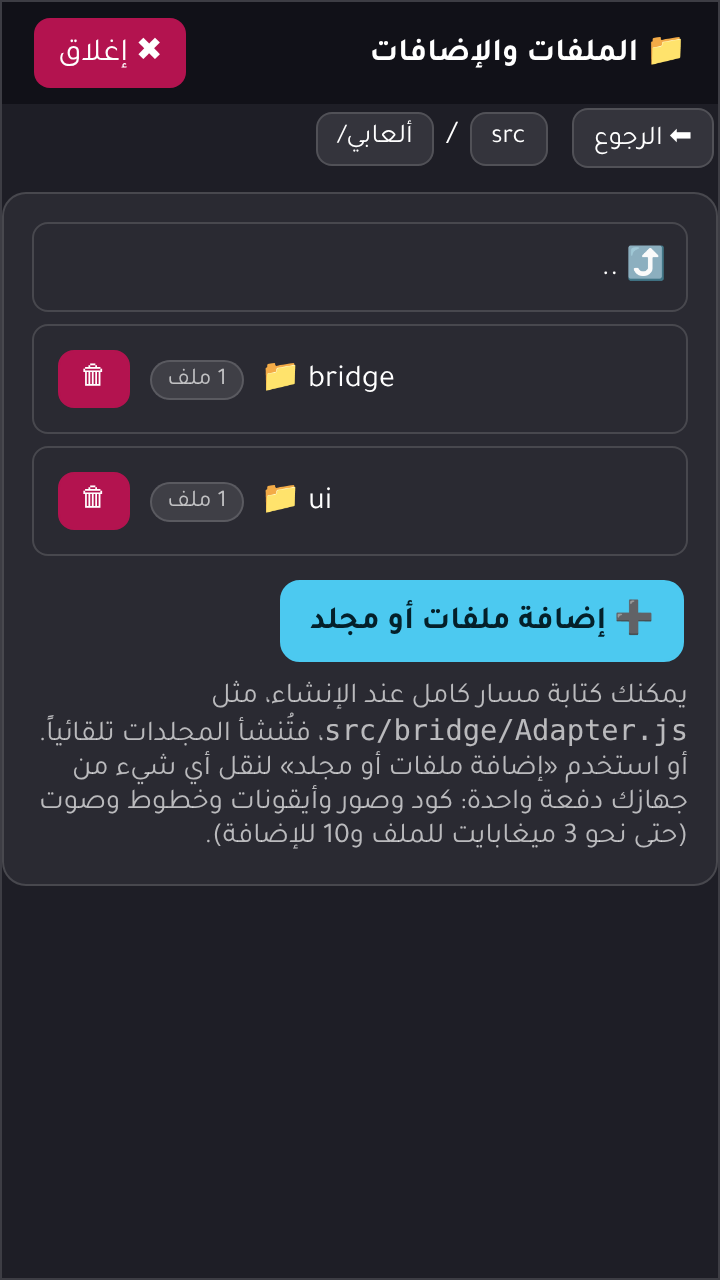 📁 الملفات والإضافات
✖ إغلاق
⬅ الرجوع
src / ألعابي/
⤴ ..
📁 bridge
1 ملف
📁 ui
1 ملف
➕ إضافة ملفات أو مجلد
يمكنك كتابة مسار كامل عند الإنشاء، مثل
src/bridge/Adapter.js، فتُنشأ المجلدات تلقائياً.
أو استخدم «إضافة ملفات أو مجلد» لنقل أي شيء من
جهازك دفعة واحدة: كود وصور وأيقونات وخطوط وصوت
(حتى نحو 3 ميغابايت للملف و10 للإضافة).